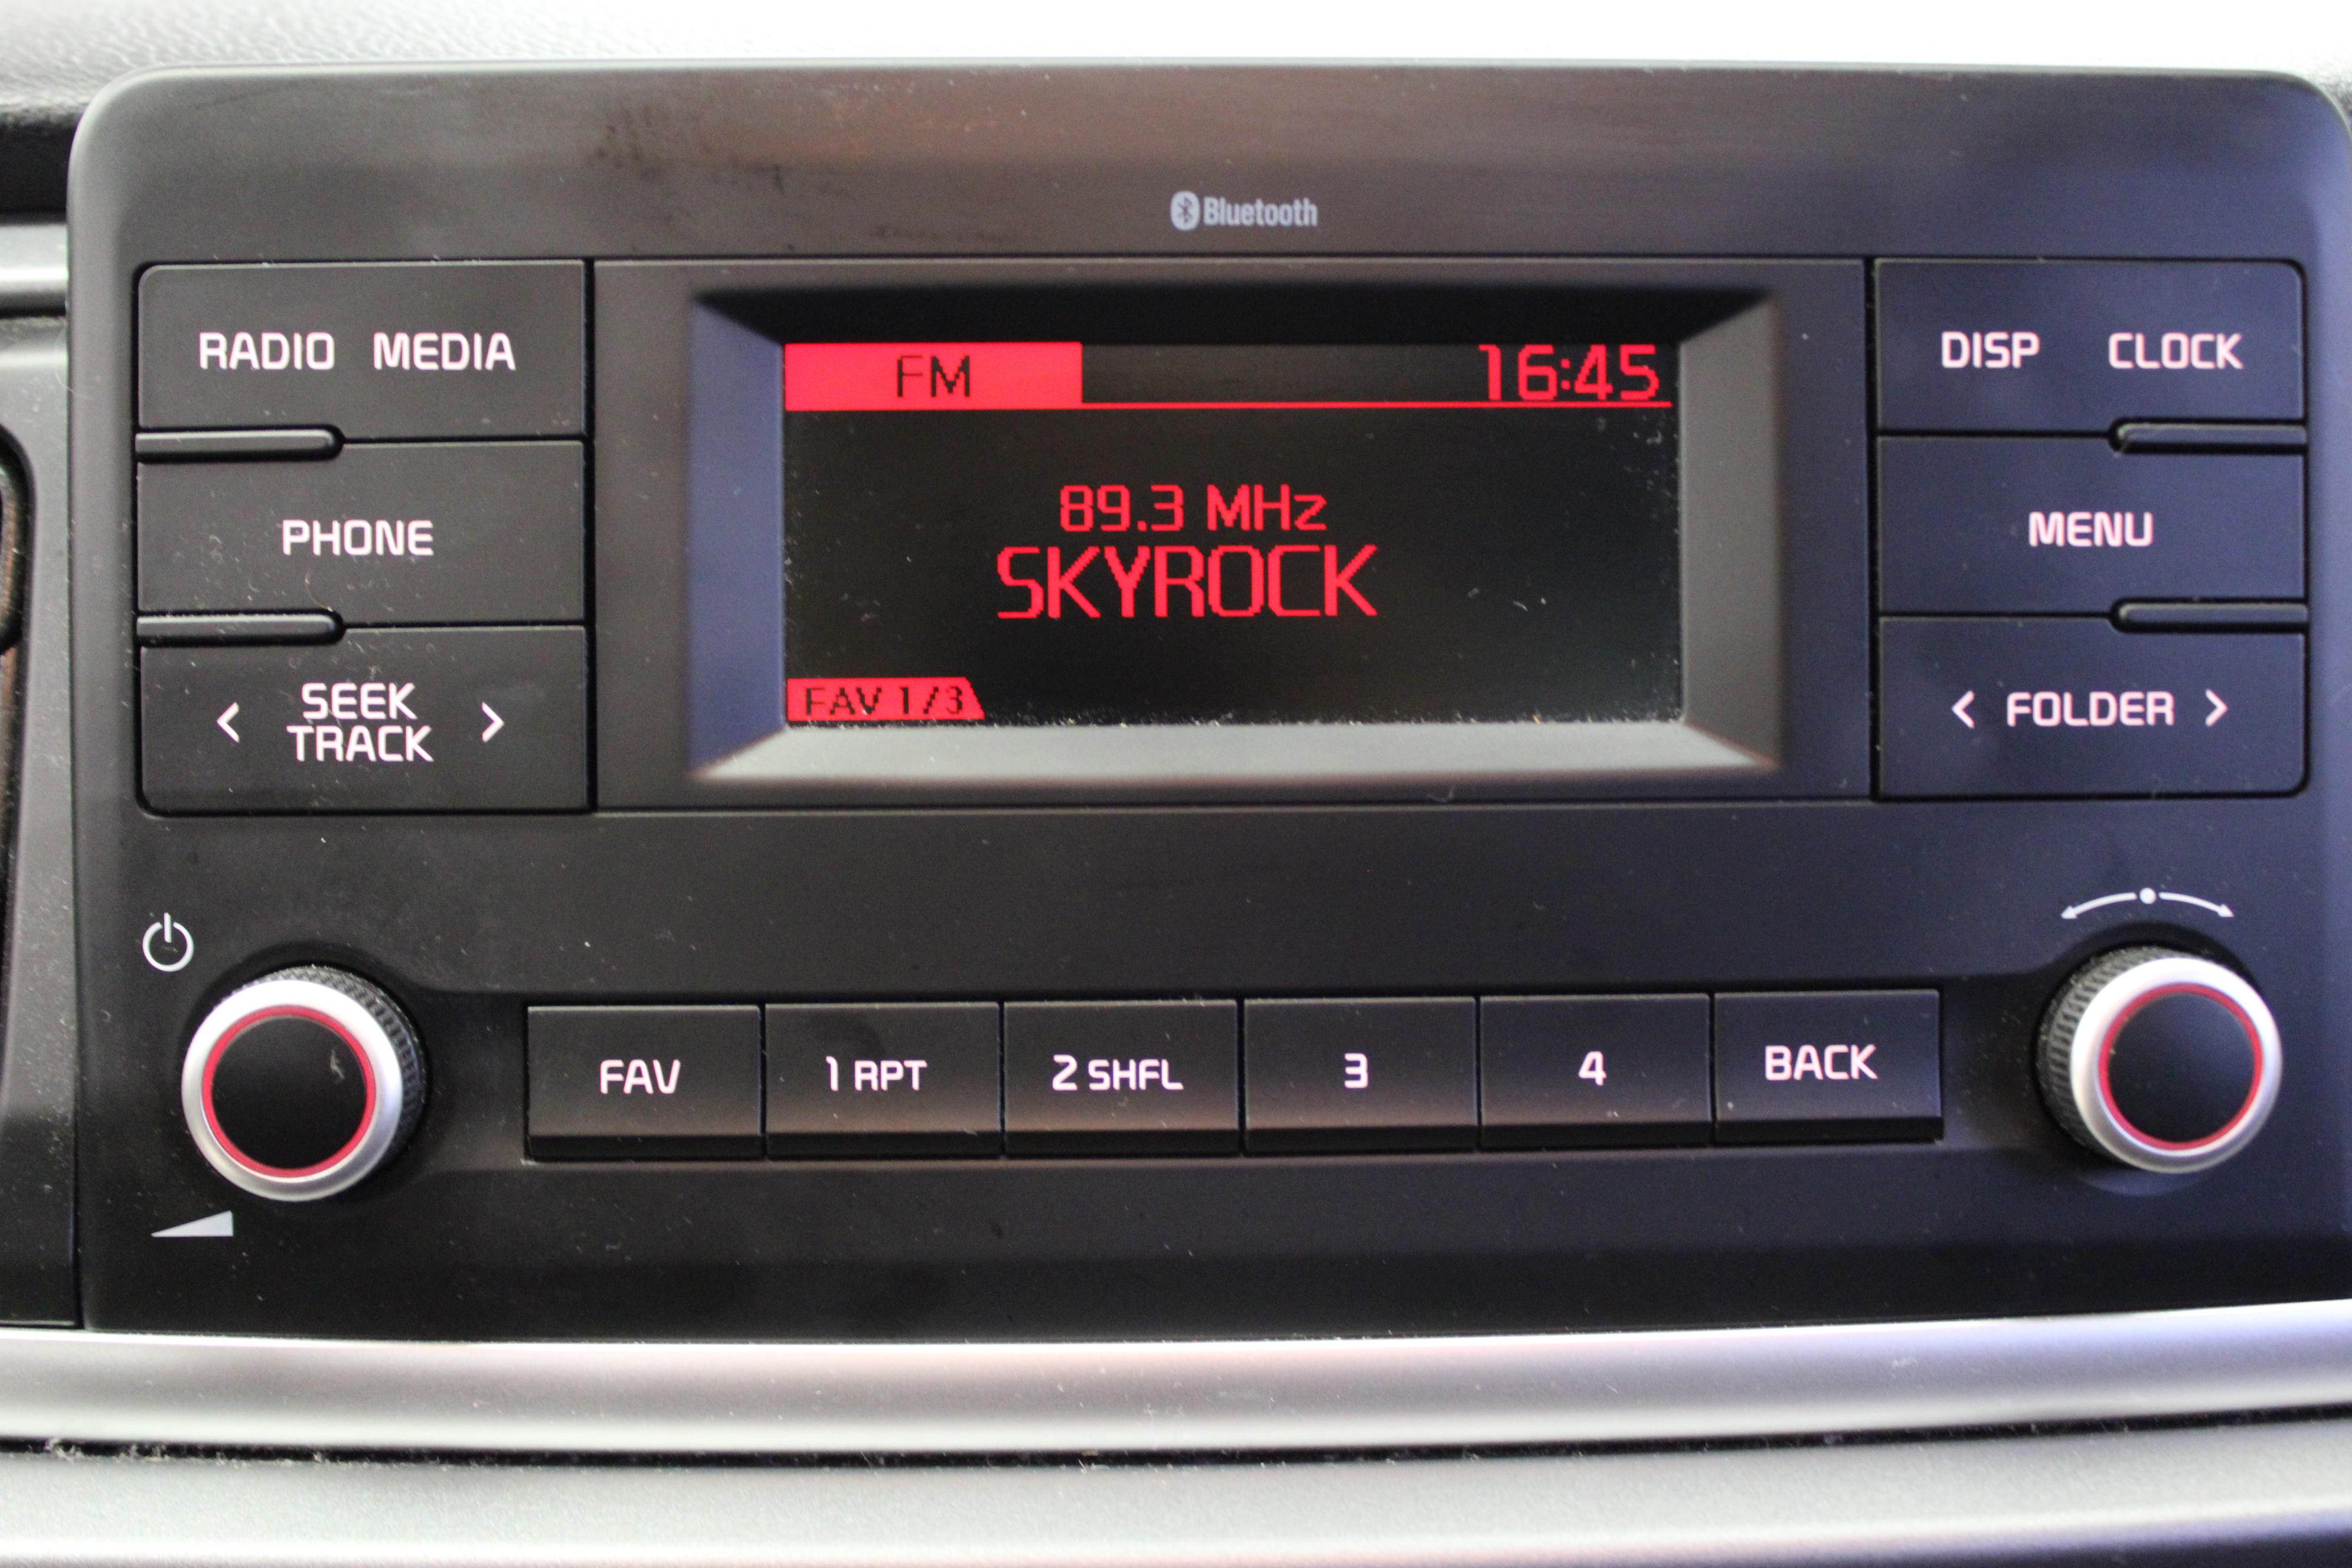 Bluetooth
RADIO MEDIA
PHONE
< SEEK TRACK >
FM 16:45
89.3 MHz
SKYROCK
FAV 1/3
DISP CLOCK
MENU
< FOLDER >
FAV 1 RPT 2 SHFL 3 4 BACK